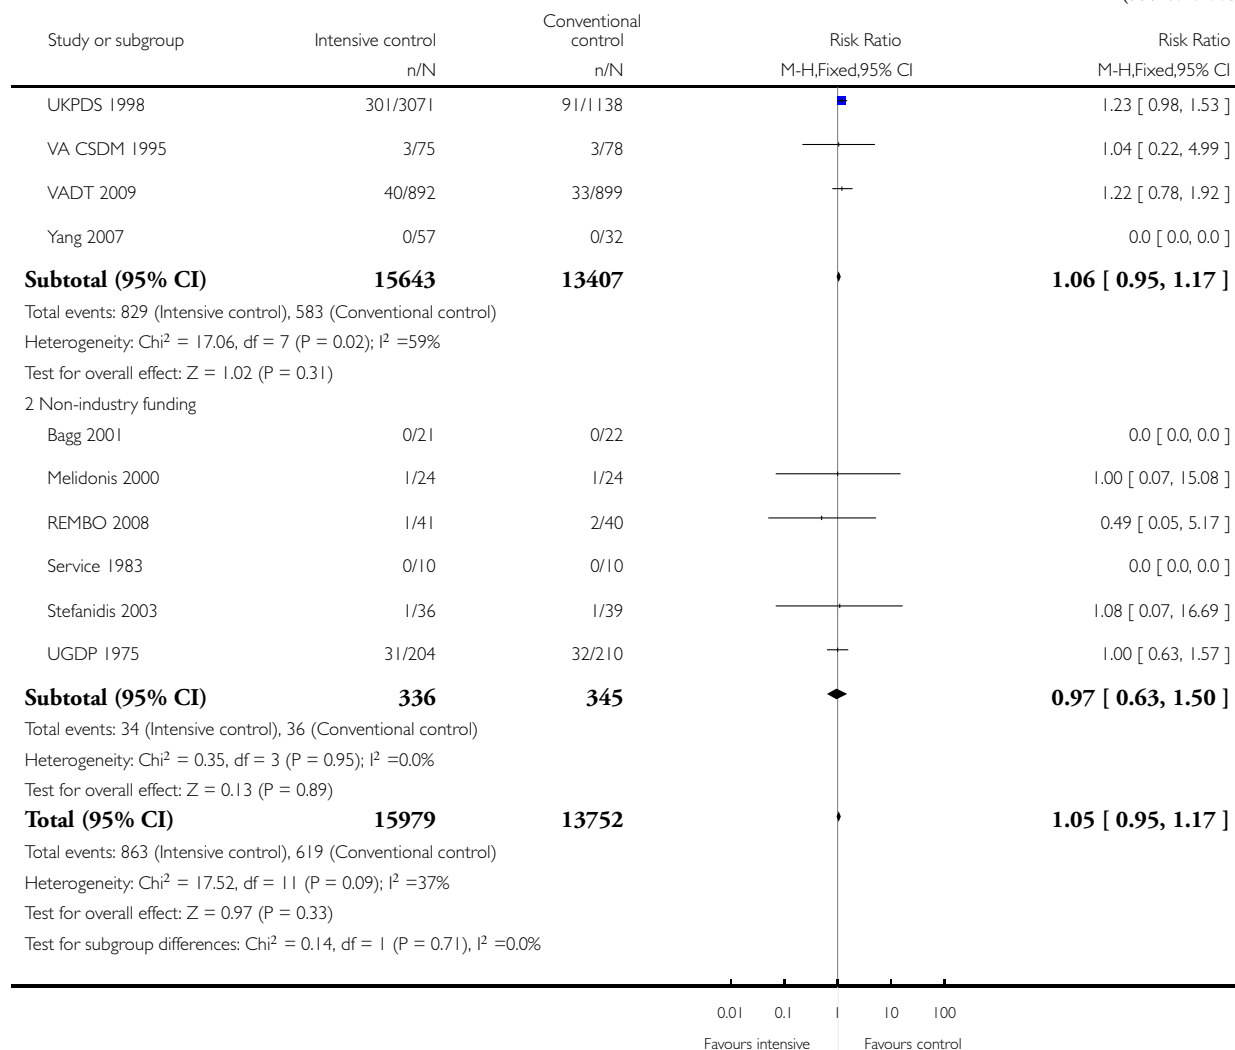 Study or subgroup Intensive control Conventional control Risk Ratio Risk Ratio
n/N n/N M-H,Fixed,95% CI M-H,Fixed,95% CI
UKPDS 1998 301/3071 91/1138 1.23 [ 0.98, 1.53 ]
VA CSDM 1995 3/75 3/78 1.04 [ 0.22, 4.99 ]
VADT 2009 40/892 33/899 1.22 [ 0.78, 1.92 ]
Yang 2007 0/57 0/32 0.0 [ 0.0, 0.0 ]
Subtotal (95% CI) 15643 13407 1.06 [ 0.95, 1.17 ]
Total events: 829 (Intensive control), 583 (Conventional control)
Heterogeneity: Chi² = 17.06, df = 7 (P = 0.02); I² =59%
Test for overall effect: Z = 1.02 (P = 0.31)
2 Non-industry funding
Bagg 2001 0/21 0/22 0.0 [ 0.0, 0.0 ]
Melidonis 2000 1/24 1/24 1.00 [ 0.07, 15.08 ]
REMBO 2008 1/41 2/40 0.49 [ 0.05, 5.17 ]
Service 1983 0/10 0/10 0.0 [ 0.0, 0.0 ]
Stefanidis 2003 1/36 1/39 1.08 [ 0.07, 16.69 ]
UGDP 1975 31/204 32/210 1.00 [ 0.63, 1.57 ]
Subtotal (95% CI) 336 345 0.97 [ 0.63, 1.50 ]
Total events: 34 (Intensive control), 36 (Conventional control)
Heterogeneity: Chi² = 0.35, df = 3 (P = 0.95); I² =0.0%
Test for overall effect: Z = 0.13 (P = 0.89)
Total (95% CI) 15979 13752 1.05 [ 0.95, 1.17 ]
Total events: 863 (Intensive control), 619 (Conventional control)
Heterogeneity: Chi² = 17.52, df = 11 (P = 0.09); I² =37%
Test for overall effect: Z = 0.97 (P = 0.33)
Test for subgroup differences: Chi² = 0.14, df = 1 (P = 0.71), I² =0.0%
0.01 0.1 1 10 100
Favours intensive Favours control